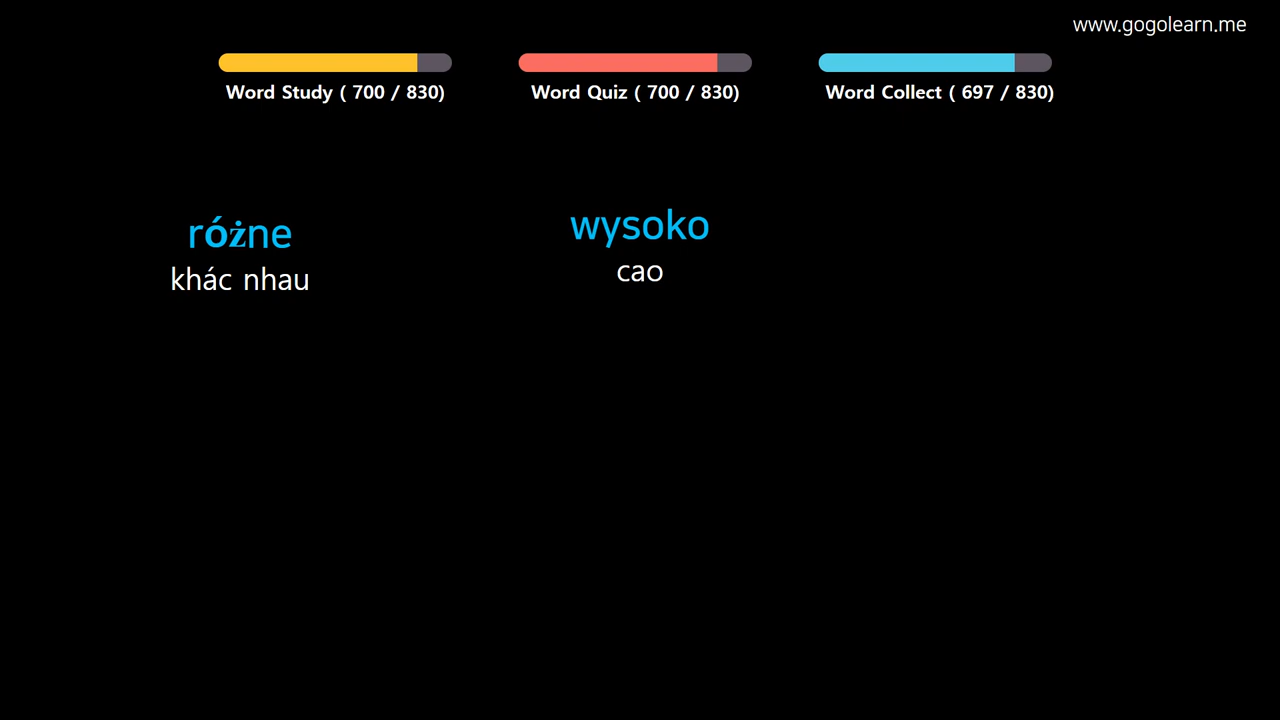 www.gogolearn.me
Word Study ( 700 / 830)
Word Quiz ( 700 / 830)
Word Collect ( 697 / 830)
różne
khác nhau
wysoko
cao